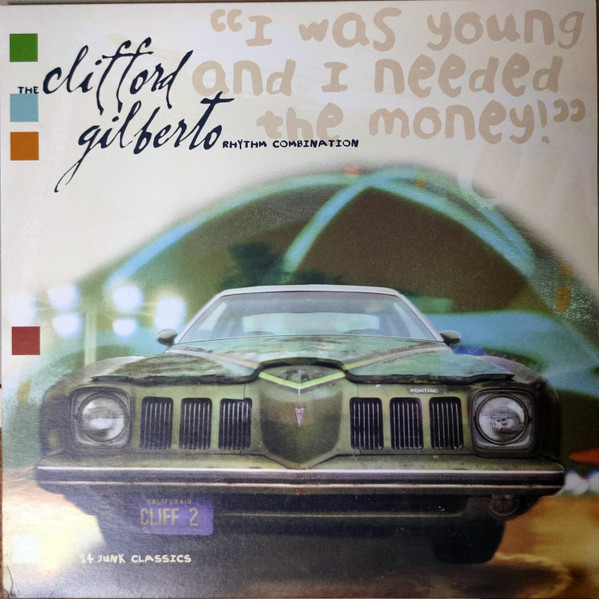 “I was young
and I needed
the money!”
THE clifford
gilberto RHYTHM COMBINATION
PONTIAC
CALIFORNIA
CLIFF 2
14 JUNK CLASSICS